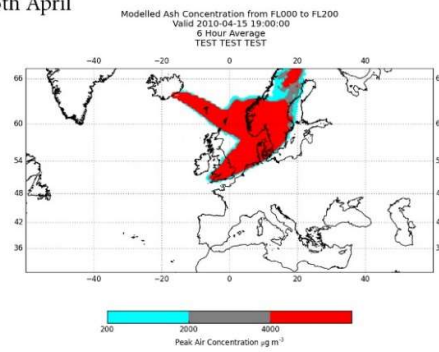 th April
Modelled Ash Concentration from FL000 to FL200
Valid 2010-04-15 19:00:00
6 Hour Average
TEST TEST TEST
−40 −20 0 20 40
66
60
54
48
42
36
−40 −20 0 20 40
200 2000 4000
Peak Air Concentration μg m⁻³